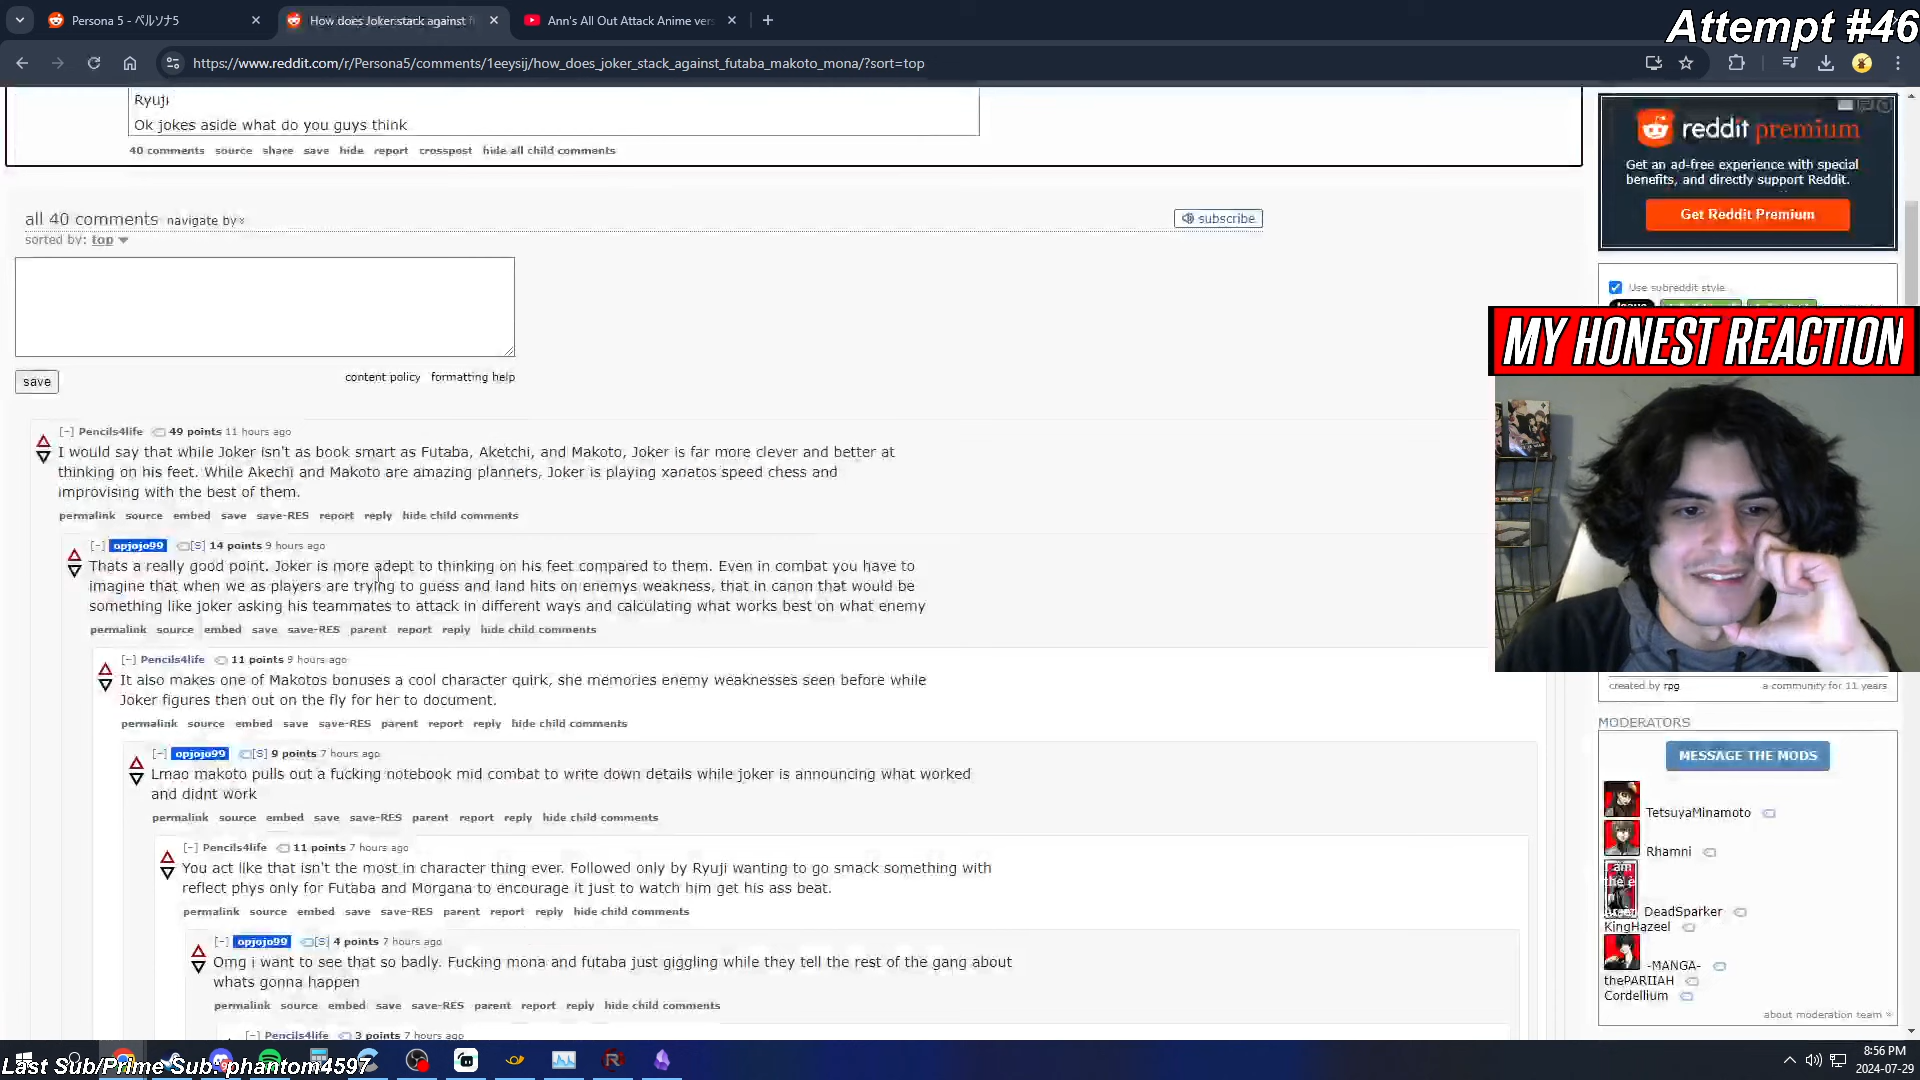 Persona 5 - ペルソナ5
How does Joker stack against f
Ann's All Out Attack Anime ver
Attempt #46
https://www.reddit.com/r/Persona5/comments/1eeysij/how_does_joker_stack_against_futaba_makoto_mona/?sort=top
Ryuji
Ok jokes aside what do you guys think
40 comments source share save hide report crosspost hide all child comments
all 40 comments navigate by
subscribe
sorted by: top
content policy formatting help
save
[-] Pencils4life 49 points 11 hours ago
I would say that while Joker isn't as book smart as Futaba, Aketchi, and Makoto, Joker is far more clever and better at
thinking on his feet. While Akechi and Makoto are amazing planners, Joker is playing xanatos speed chess and
improvising with the best of them.
permalink source embed save save-RES report reply hide child comments
[-] opjojo99 [S] 14 points 9 hours ago
Thats a really good point. Joker is more adept to thinking on his feet compared to them. Even in combat you have to
imagine that when we as players are trying to guess and land hits on enemys weakness, that in canon that would be
something like joker asking his teammates to attack in different ways and calculating what works best on what enemy
permalink source embed save save-RES parent report reply hide child comments
[-] Pencils4life 11 points 9 hours ago
It also makes one of Makotos bonuses a cool character quirk, she memories enemy weaknesses seen before while
Joker figures then out on the fly for her to document.
permalink source embed save save-RES parent report reply hide child comments
[-] opjojo99 [S] 9 points 7 hours ago
Lmao makoto pulls out a fucking notebook mid combat to write down details while joker is announcing what worked
and didnt work
permalink source embed save save-RES parent report reply hide child comments
[-] Pencils4life 11 points 7 hours ago
You act like that isn't the most in character thing ever. Followed only by Ryuji wanting to go smack something with
reflect phys only for Futaba and Morgana to encourage it just to watch him get his ass beat.
permalink source embed save save-RES parent report reply hide child comments
[-] opjojo99 [S] 4 points 7 hours ago
Omg i want to see that so badly. Fucking mona and futaba just giggling while they tell the rest of the gang about
whats gonna happen
permalink source embed save save-RES parent report reply hide child comments
[-] Pencils4life 3 points 7 hours ago
reddit premium
Get an ad-free experience with special
benefits, and directly support Reddit.
Get Reddit Premium
Use subreddit style
MY HONEST REACTION
created by rpg a community for 11 years
MODERATORS
MESSAGE THE MODS
TetsuyaMinamoto
Rhamni
DeadSparker
KingHazeel
-MANGA-
thePARIIAH
Cordellium
about moderation team »
Last Sub/Prime Sub: phantom4597
8:56 PM
2024-07-29